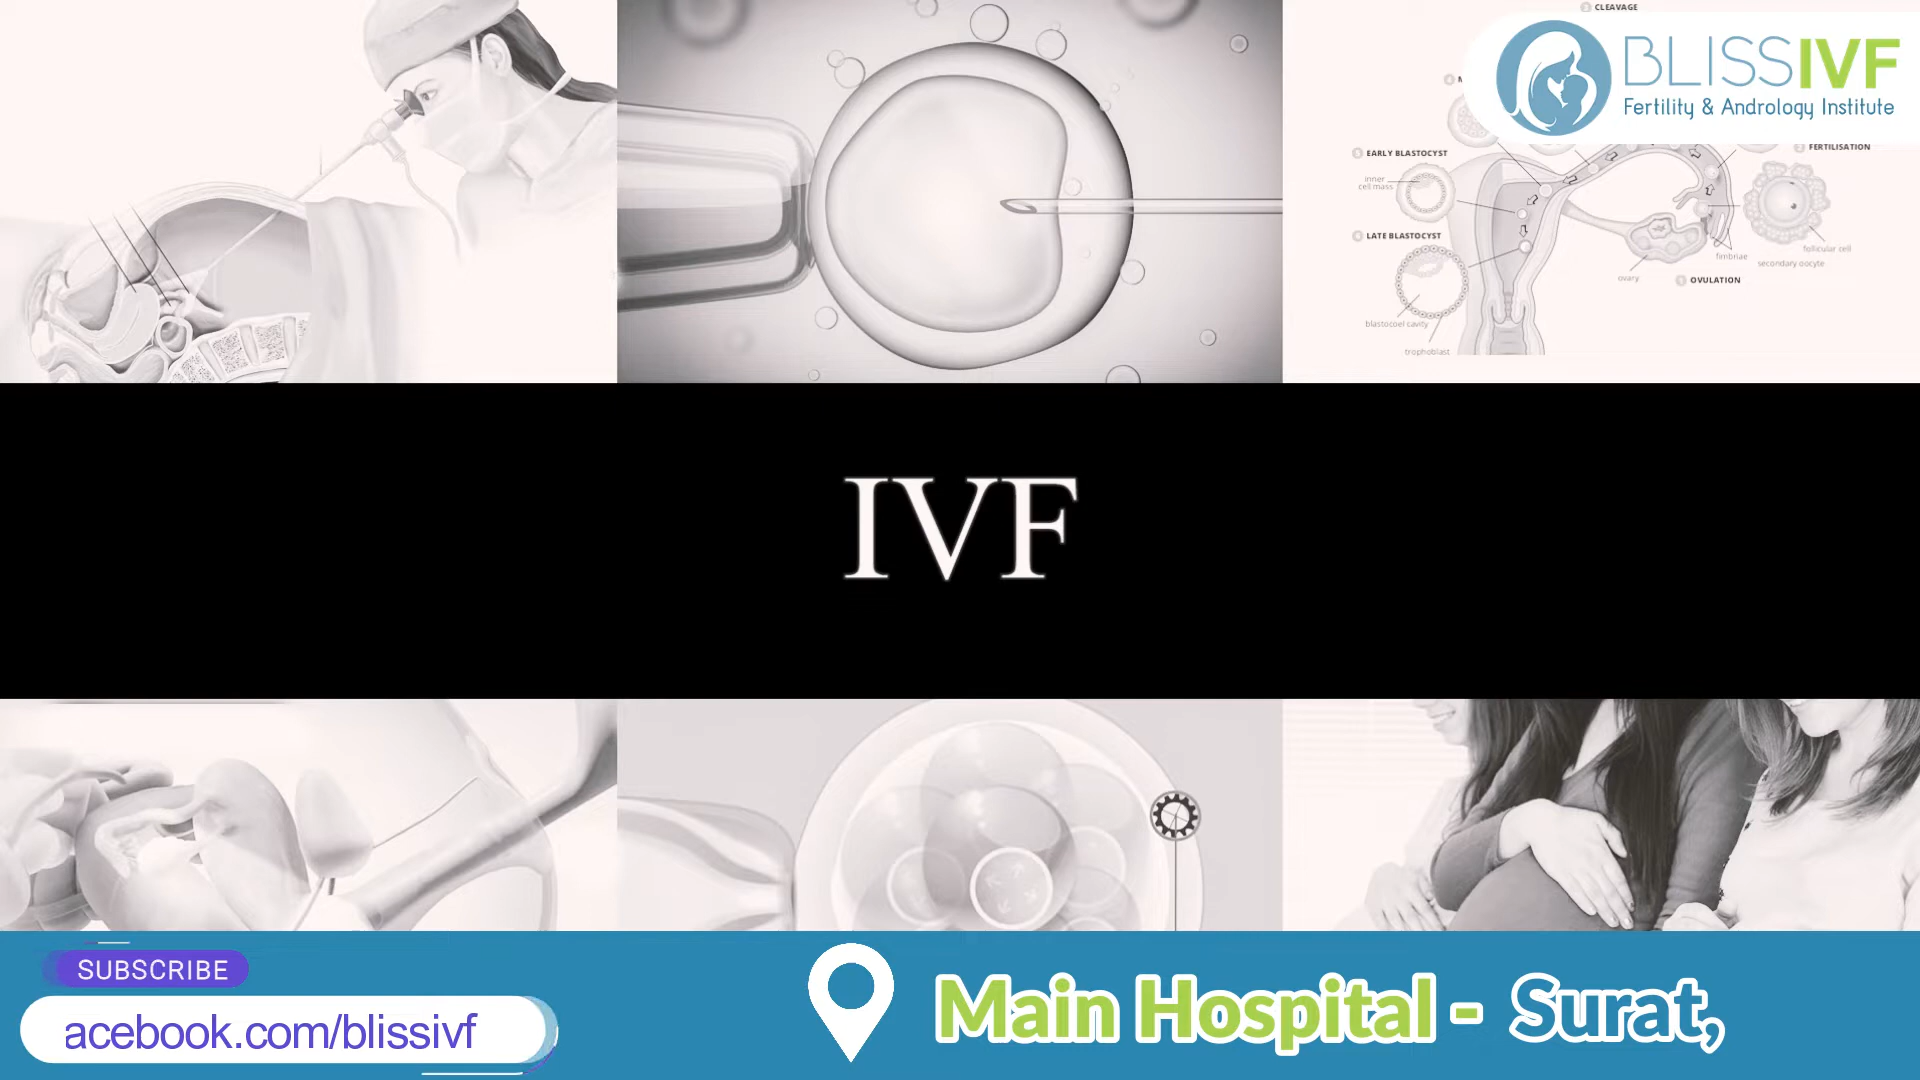 CLEAVAGE
BLISSIVF
Fertility & Andrology Institute
FERTILISATION
EARLY BLASTOCYST
inner
cell mass
LATE BLASTOCYST
follicular cell
fimbriae
secondary oocyte
ovary
OVULATION
blastocoel cavity
trophoblast
IVF
SUBSCRIBE
acebook.com/blissivf
Main Hospital - Surat,